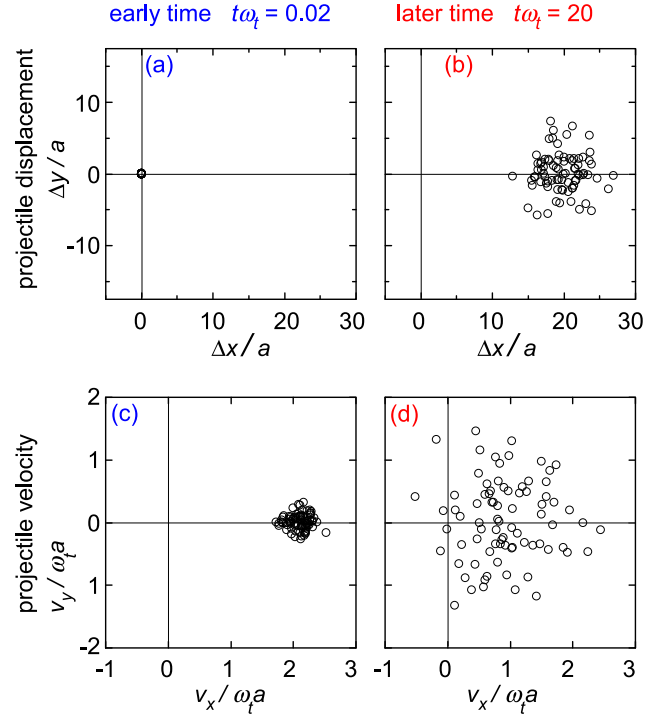 early time tω_t = 0.02
later time tω_t = 20
projectile displacement
Δy / a
(a)
10
0
-10
0
10
20
30
Δx / a
(b)
0
10
20
30
Δx / a
projectile velocity
v_y / ω_t a
(c)
2
1
0
1
-2
-1
0
1
2
3
v_x / ω_t a
(d)
0
1
2
3
v_x / ω_t a